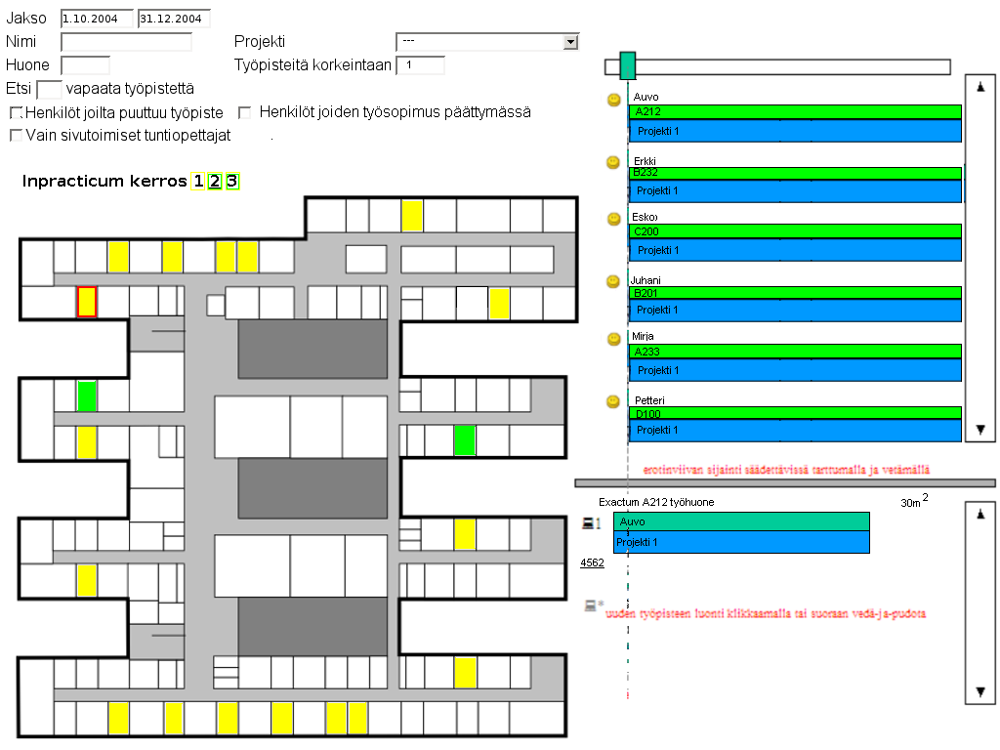 Jakso 1.10.2004 31.12.2004
Nimi Projekti ---
Huone Työpisteitä korkeintaan 1
Etsi vapaata työpistettä
Henkilöt joilta puuttuu työpiste Henkilöt joiden työsopimus päättymässä
Vain sivutoimiset tuntiopettajat .
Inpracticum kerros 1 2 3
Auvo
A212
Projekti 1
Erkki
B232
Projekti 1
Esko
C200
Projekti 1
Juhani
B201
Projekti 1
Mirja
A233
Projekti 1
Petteri
D100
Projekti 1
erotinviivan sijainti säädettävissä tarttumalla ja vetämällä
Exactum A212 työhuone 30m2
1 Auvo
Projekti 1
4562
* uuden työpisteen luonti klikkaamalla tai suoraan vedä-ja-pudota